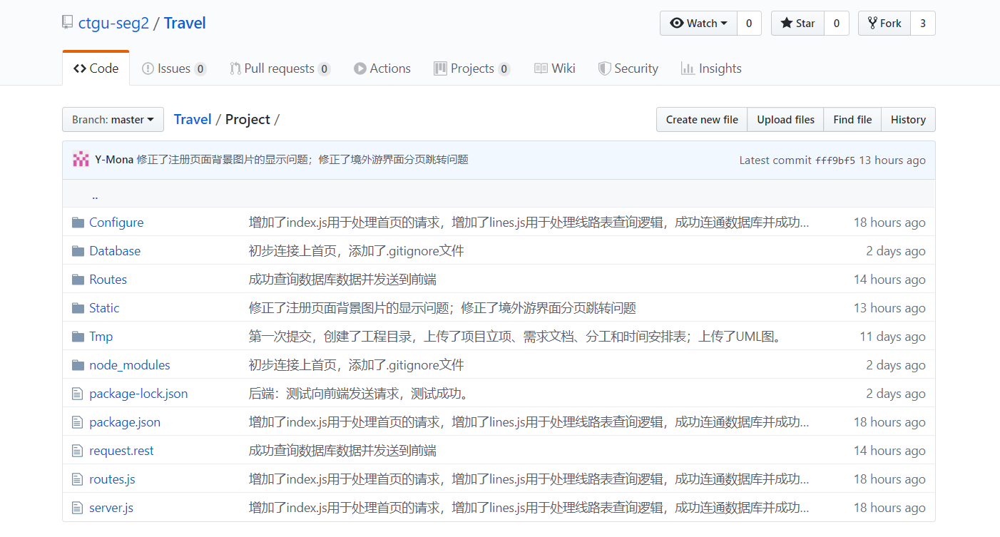 ctgu-seg2 / Travel Watch 0 Star 0 Fork 3
Code Issues 0 Pull requests 0 Actions Projects 0 Wiki Security Insights
Branch: master Travel / Project / Create new file Upload files Find file History
Y-Mona 修正了注册页面背景图片的显示问题；修正了境外游界面分页跳转问题 Latest commit fff9bf5 13 hours ago
..
Configure 增加了index.js用于处理首页的请求，增加了lines.js用于处理线路表查询逻辑，成功连通数据库并成功... 18 hours ago
Database 初步连接上首页，添加了.gitignore文件 2 days ago
Routes 成功查询数据库数据并发送到前端 14 hours ago
Static 修正了注册页面背景图片的显示问题；修正了境外游界面分页跳转问题 13 hours ago
Tmp 第一次提交，创建了工程目录，上传了项目立项、需求文档、分工和时间安排表；上传了UML图。 11 days ago
node_modules 初步连接上首页，添加了.gitignore文件 2 days ago
package-lock.json 后端：测试向前端发送请求，测试成功。 2 days ago
package.json 增加了index.js用于处理首页的请求，增加了lines.js用于处理线路表查询逻辑，成功连通数据库并成功... 18 hours ago
request.rest 成功查询数据库数据并发送到前端 14 hours ago
routes.js 增加了index.js用于处理首页的请求，增加了lines.js用于处理线路表查询逻辑，成功连通数据库并成功... 18 hours ago
server.js 增加了index.js用于处理首页的请求，增加了lines.js用于处理线路表查询逻辑，成功连通数据库并成功... 18 hours ago